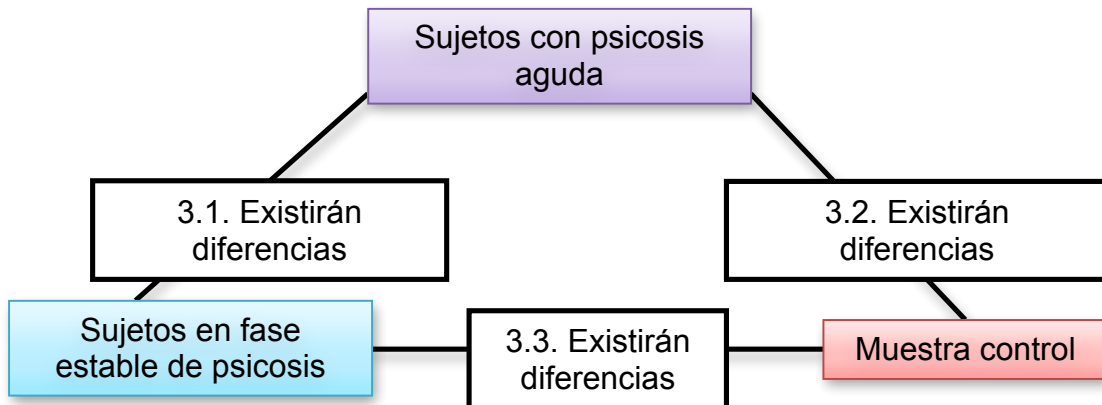 Sujetos con psicosis
aguda
3.1. Existirán
diferencias
3.2. Existirán
diferencias
Sujetos en fase
estable de psicosis
3.3. Existirán
diferencias
Muestra control